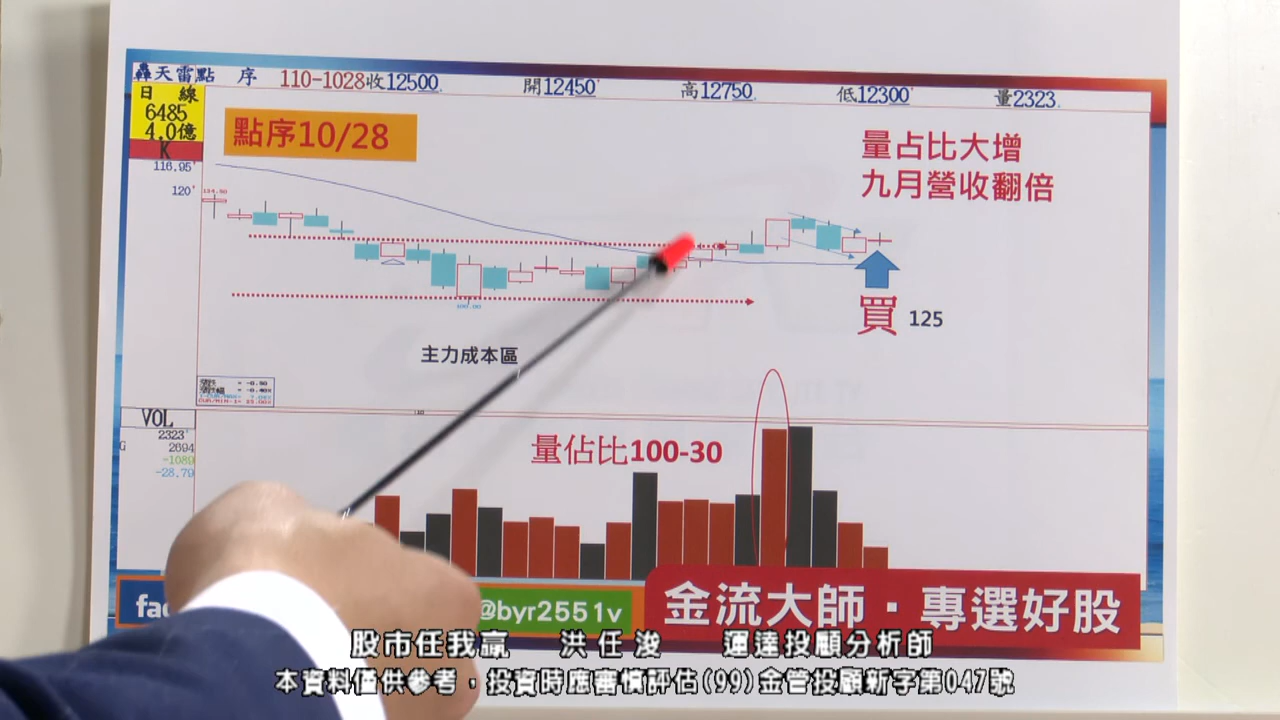 轟天雷點 序 110-1028收12500 開12450 高12750 低12300 量2323
日 線
6485
4.0億
K
點序10/28
量占比大增
九月營收翻倍
116.95
120
買 125
主力成本區
VOL
2323
G 2694
-1089
-28.79
量佔比100-30
@byr2551v
金流大師・專選好股
股市任我贏 洪任浚 運達投顧分析師
本資料僅供參考，投資時應審慎評估(99)金管投顧新字第047號